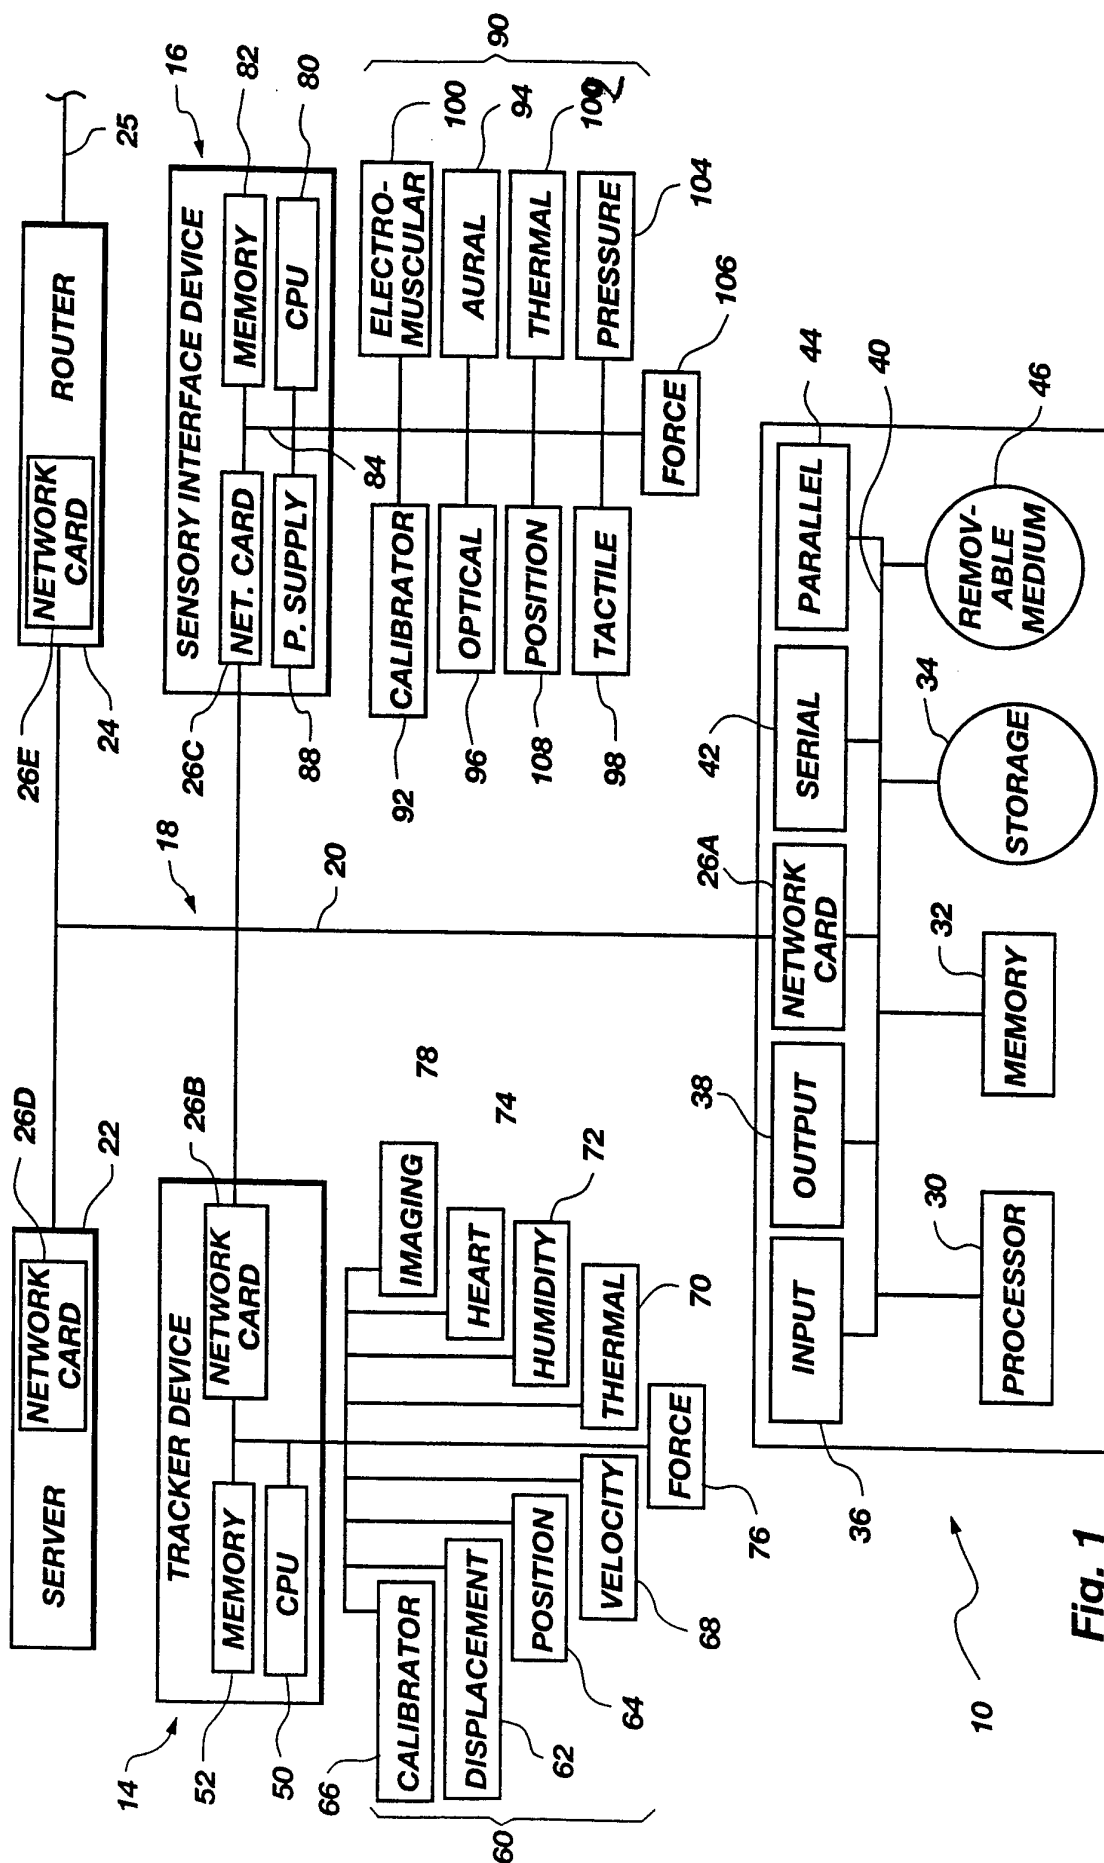 SERVER
NETWORK
CARD
26D
22
26E
NETWORK
CARD
ROUTER
24
25
14
TRACKER DEVICE
MEMORY
CPU
NETWORK
CARD
52
50
26B
18
20
16
SENSORY INTERFACE DEVICE
NET. CARD
MEMORY
P. SUPPLY
CPU
26C
88
84
82
80
60
66
CALIBRATOR
DISPLACEMENT
62
POSITION
64
VELOCITY
68
FORCE
76
THERMAL
70
HUMIDITY
72
HEART
74
IMAGING
78
90
92
CALIBRATOR
ELECTRO-
MUSCULAR
100
96
OPTICAL
AURAL
94
108
POSITION
THERMAL
102
98
TACTILE
PRESSURE
104
FORCE
106
36
INPUT
OUTPUT
38
NETWORK
CARD
26A
SERIAL
42
PARALLEL
44
40
PROCESSOR
30
MEMORY
32
STORAGE
34
REMOV-
ABLE
MEDIUM
46
10
Fig. 1